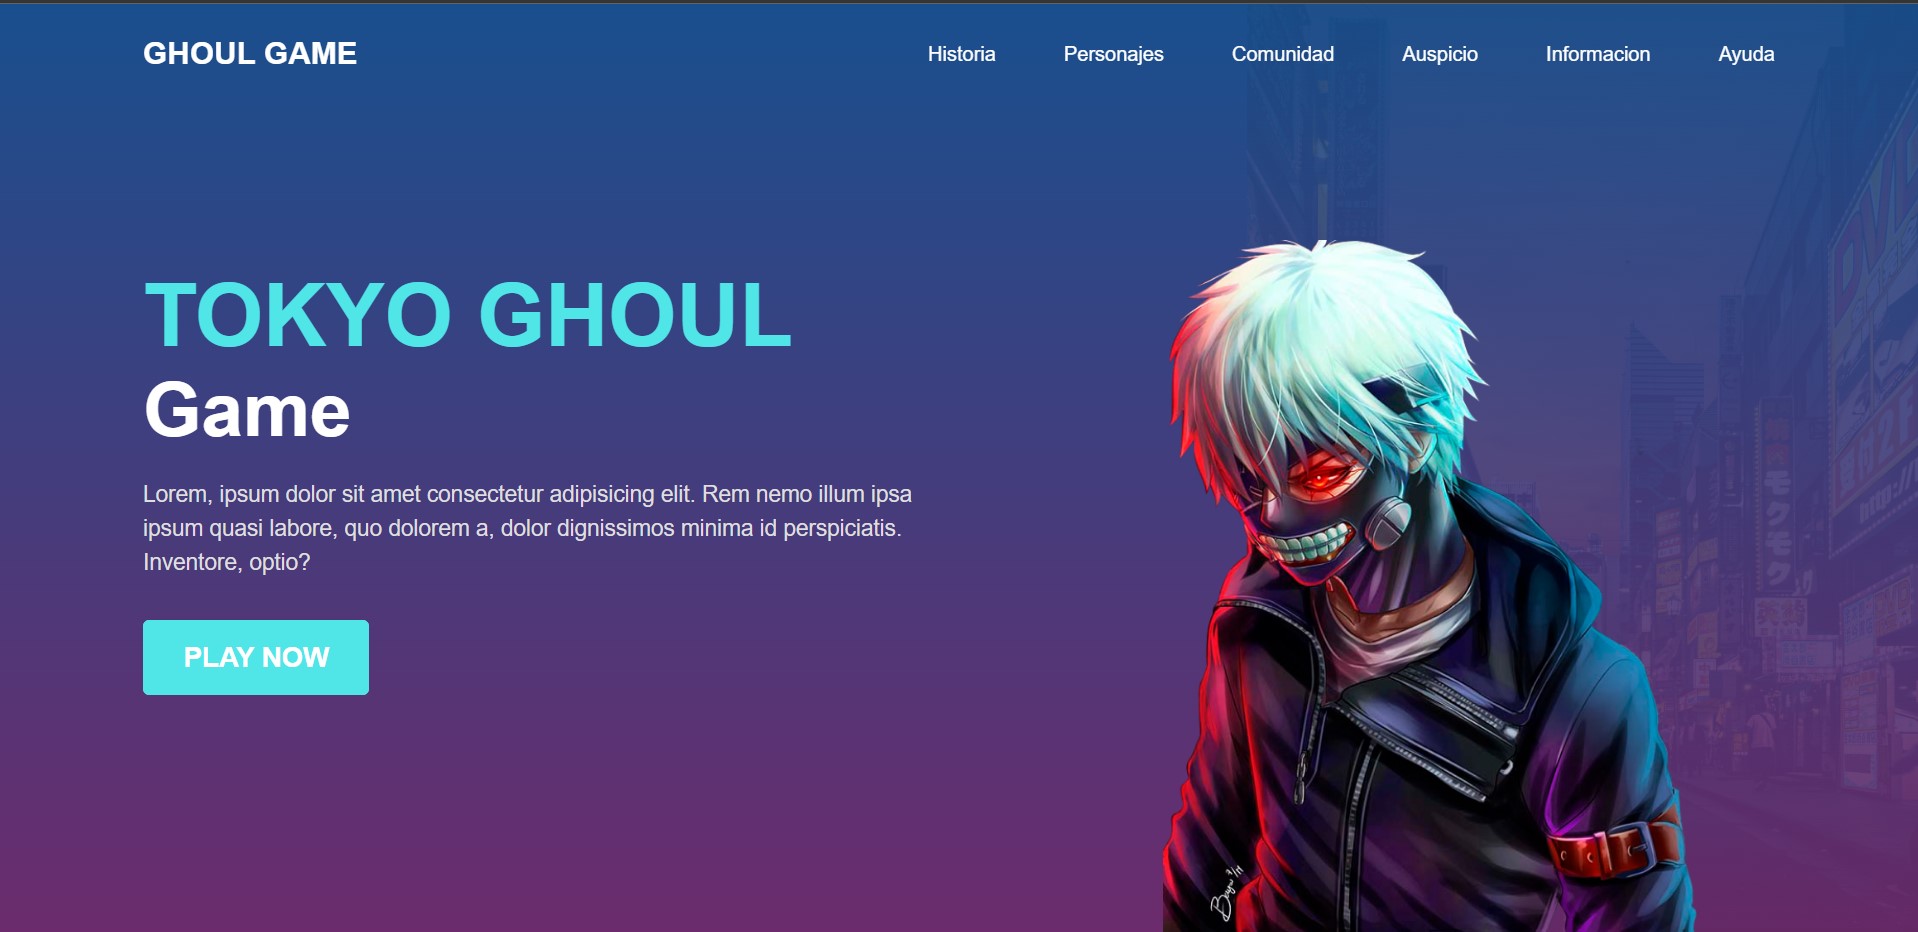 GHOUL GAME
Historia Personajes Comunidad Auspicio Informacion Ayuda
TOKYO GHOUL
Game
Lorem, ipsum dolor sit amet consectetur adipisicing elit. Rem nemo illum ipsa
ipsum quasi labore, quo dolorem a, dolor dignissimos minima id perspiciatis.
Inventore, optio?
PLAY NOW